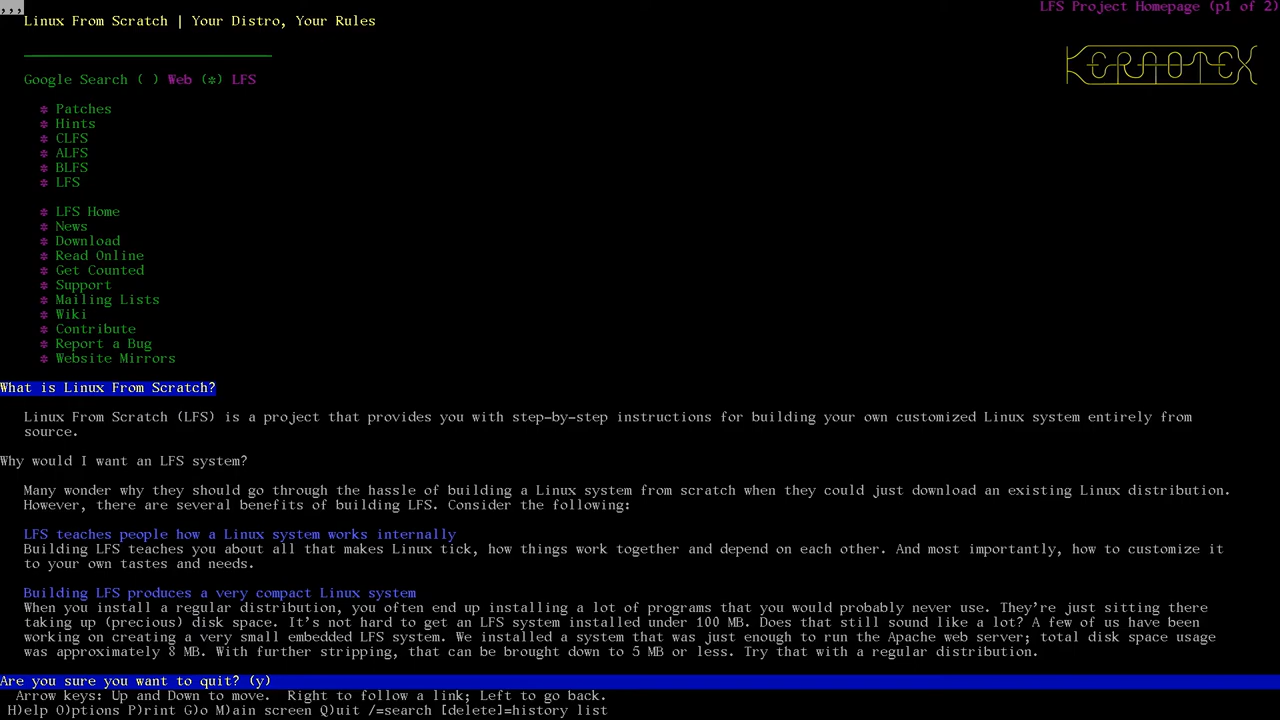 ,,,
LFS Project Homepage (p1 of 2)
Linux From Scratch | Your Distro, Your Rules
KERAOTEX
Google Search ( ) Web (*) LFS
* Patches
* Hints
* CLFS
* ALFS
* BLFS
* LFS
* LFS Home
* News
* Download
* Read Online
* Get Counted
* Support
* Mailing Lists
* Wiki
* Contribute
* Report a Bug
* Website Mirrors
What is Linux From Scratch?
Linux From Scratch (LFS) is a project that provides you with step-by-step instructions for building your own customized Linux system entirely from
source.
Why would I want an LFS system?
Many wonder why they should go through the hassle of building a Linux system from scratch when they could just download an existing Linux distribution.
However, there are several benefits of building LFS. Consider the following:
LFS teaches people how a Linux system works internally
Building LFS teaches you about all that makes Linux tick, how things work together and depend on each other. And most importantly, how to customize it
to your own tastes and needs.
Building LFS produces a very compact Linux system
When you install a regular distribution, you often end up installing a lot of programs that you would probably never use. They're just sitting there
taking up (precious) disk space. It's not hard to get an LFS system installed under 100 MB. Does that still sound like a lot? A few of us have been
working on creating a very small embedded LFS system. We installed a system that was just enough to run the Apache web server; total disk space usage
was approximately 8 MB. With further stripping, that can be brought down to 5 MB or less. Try that with a regular distribution.
Are you sure you want to quit? (y)
Arrow keys: Up and Down to move. Right to follow a link; Left to go back.
H)elp O)ptions P)rint G)o M)ain screen Q)uit /=search [delete]=history list